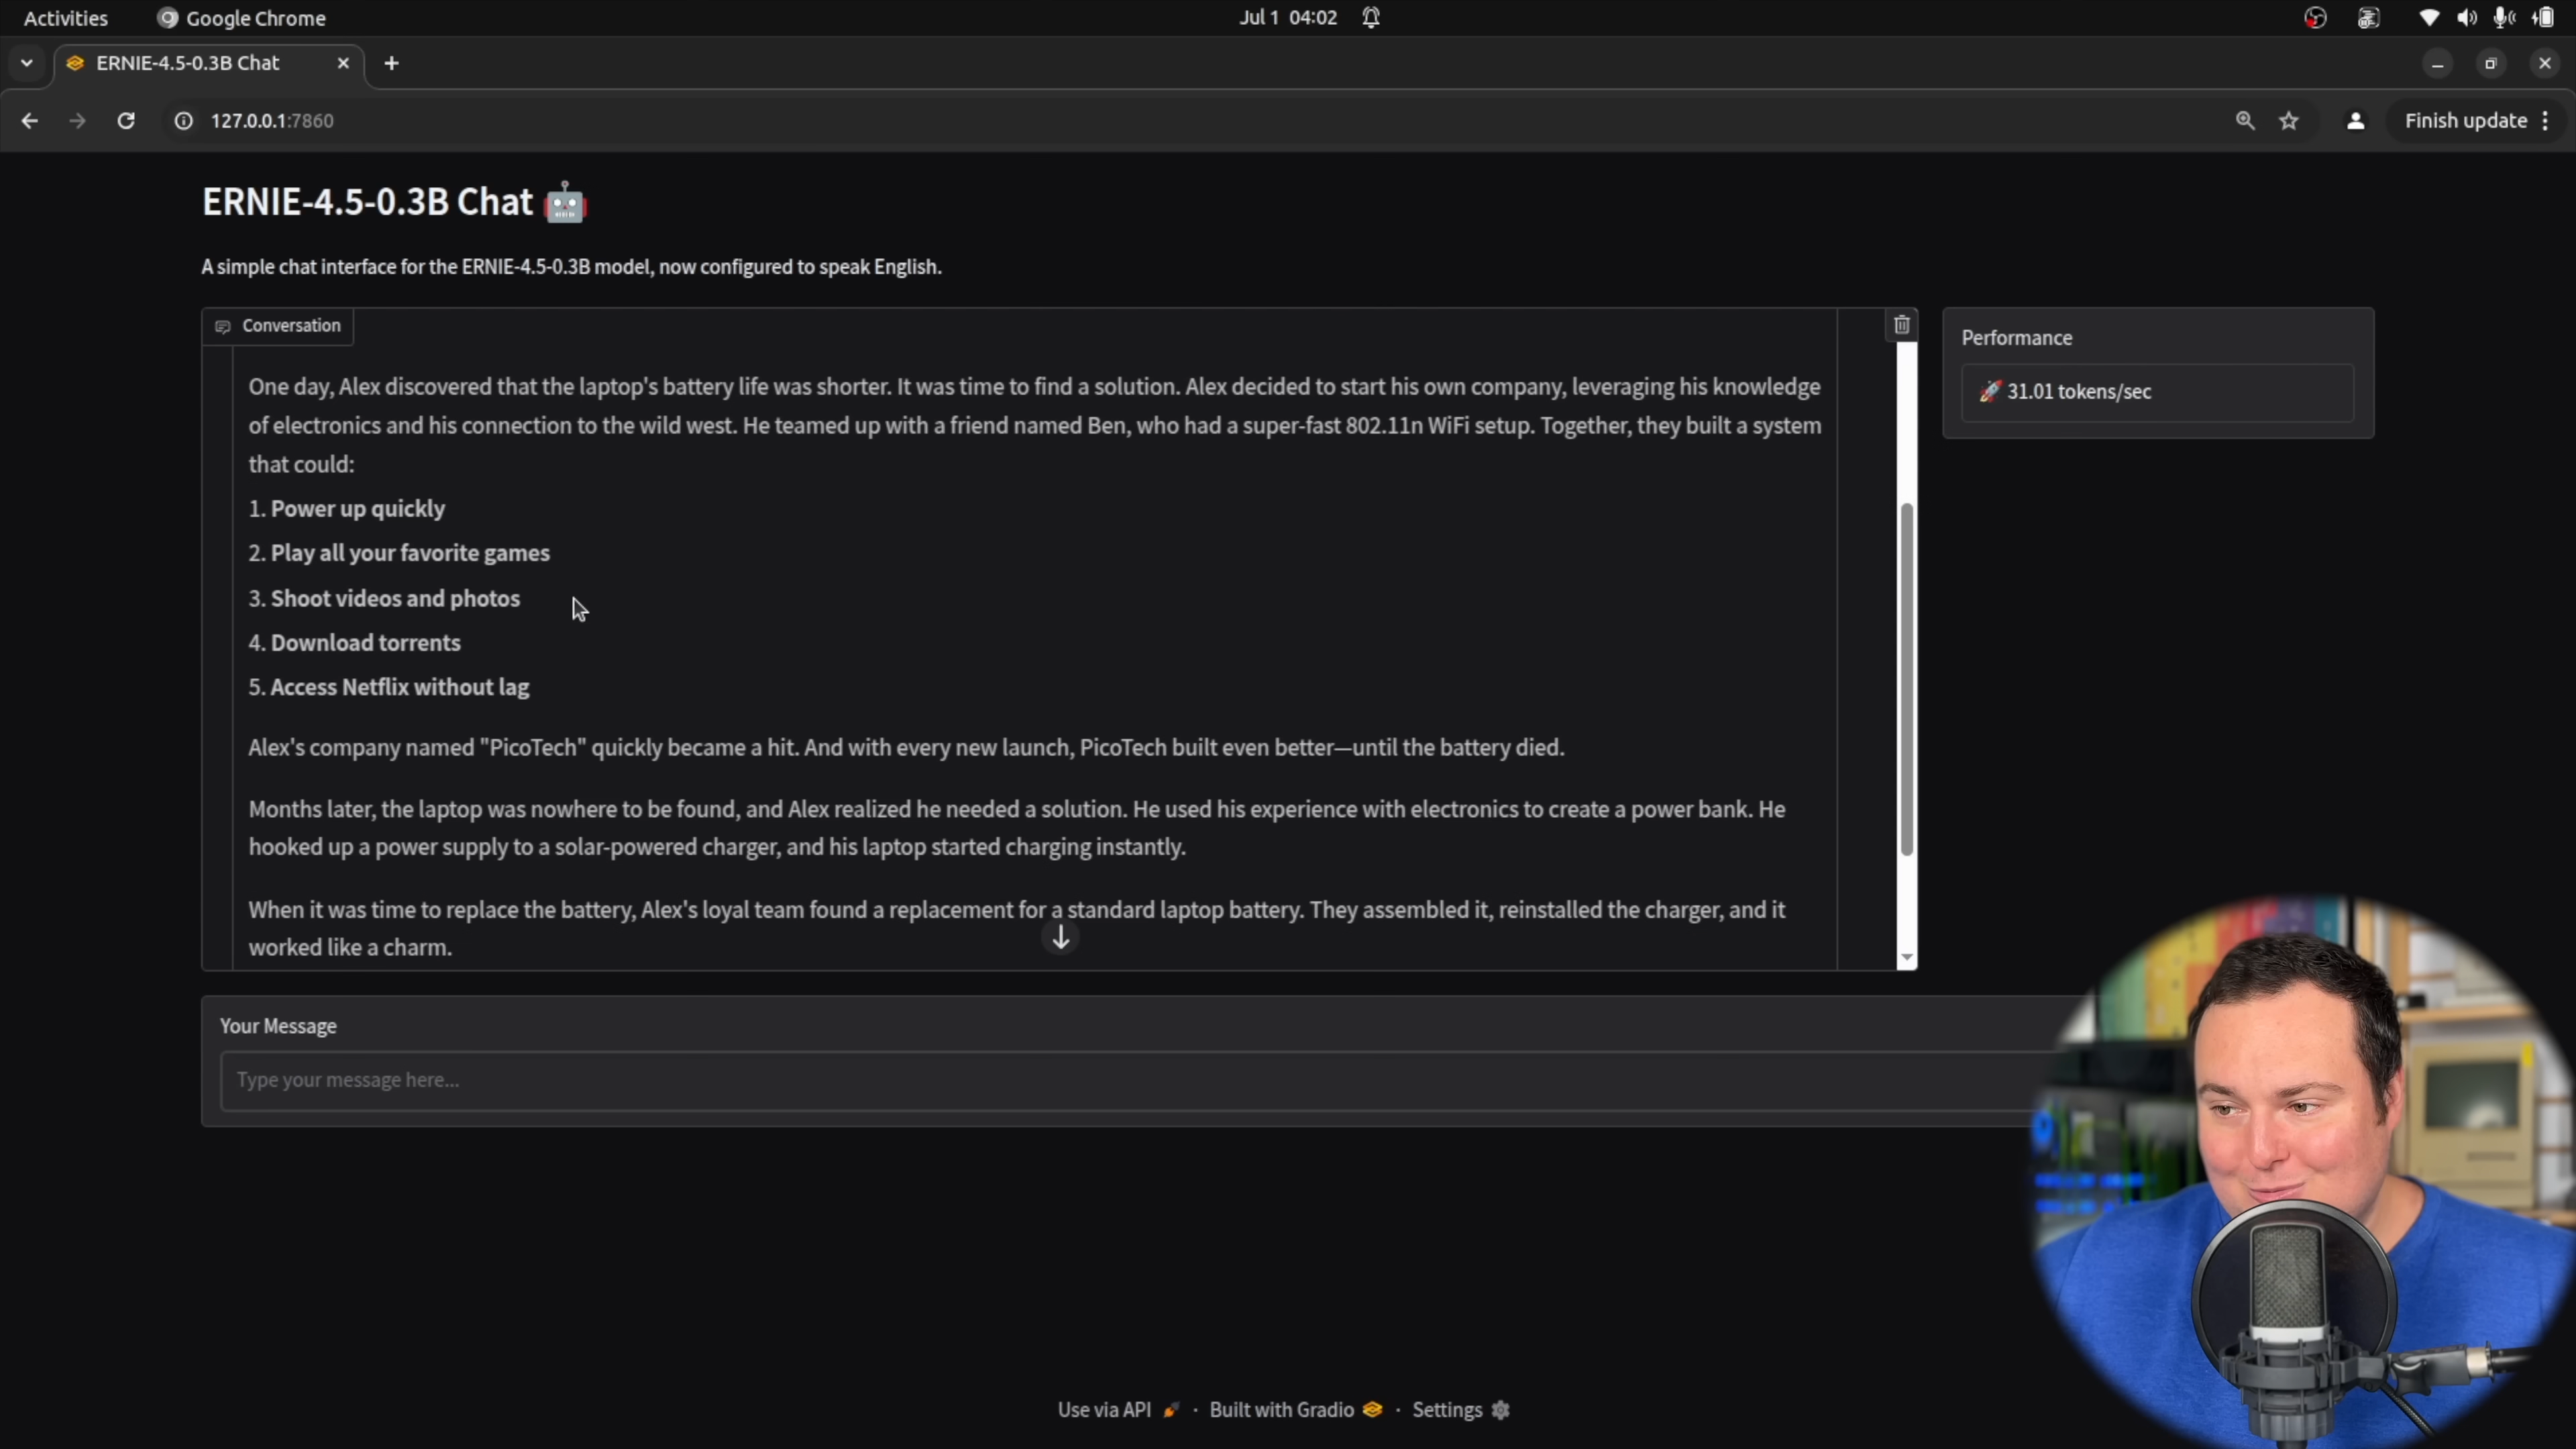 Activities
Google Chrome
Jul 1 04:02
ERNIE-4.5-0.3B Chat
127.0.0.1:7860
Finish update
ERNIE-4.5-0.3B Chat
A simple chat interface for the ERNIE-4.5-0.3B model, now configured to speak English.
Conversation
One day, Alex discovered that the laptop's battery life was shorter. It was time to find a solution. Alex decided to start his own company, leveraging his knowledge
of electronics and his connection to the wild west. He teamed up with a friend named Ben, who had a super-fast 802.11n WiFi setup. Together, they built a system
that could:
1. Power up quickly
2. Play all your favorite games
3. Shoot videos and photos
4. Download torrents
5. Access Netflix without lag
Alex's company named "PicoTech" quickly became a hit. And with every new launch, PicoTech built even better—until the battery died.
Months later, the laptop was nowhere to be found, and Alex realized he needed a solution. He used his experience with electronics to create a power bank. He
hooked up a power supply to a solar-powered charger, and his laptop started charging instantly.
When it was time to replace the battery, Alex's loyal team found a replacement for a standard laptop battery. They assembled it, reinstalled the charger, and it
worked like a charm.
Performance
31.01 tokens/sec
Your Message
Type your message here...
Use via API · Built with Gradio · Settings